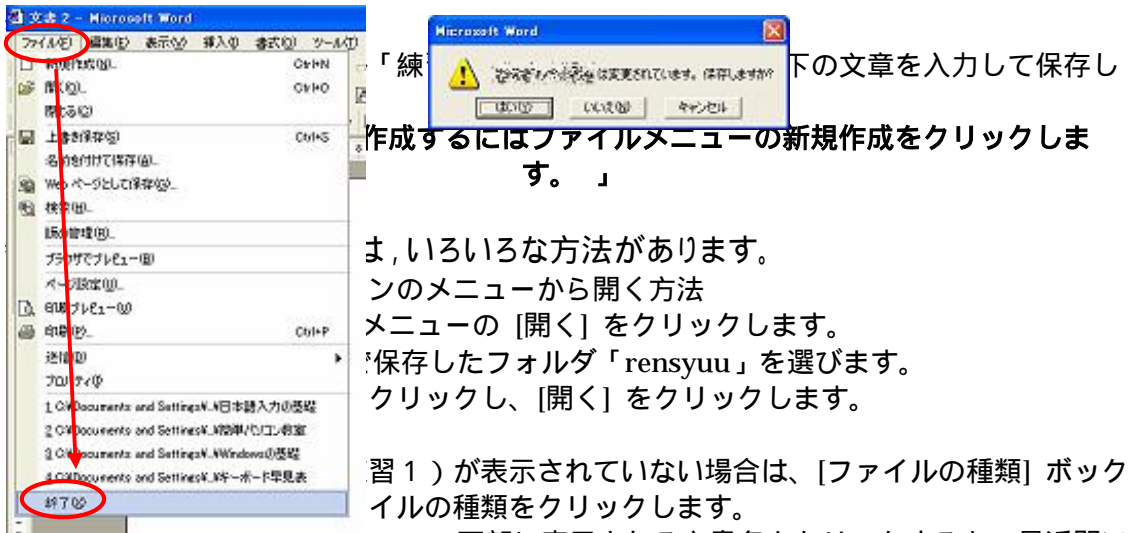 文書 2 - Microsoft Word
ファイル(F) 編集(E) 表示(V) 挿入(I) 書式(O) ツール(T)
新規作成(N)... Ctrl+N
開く(O)... Ctrl+O
閉じる(C)
上書き保存(S) Ctrl+S
名前を付けて保存(A)...
Web ページとして保存(G)...
検索(H)...
版の管理(R)...
ブラウザでプレビュー(B)
ページ設定(U)...
印刷プレビュー(V)
印刷(P)... Ctrl+P
送信(D)
プロパティ(I)
1 C:¥Documents and Settings¥...¥日本語入力の基礎
2 C:¥Documents and Settings¥...¥簡単パソコン教室
3 C:¥Documents and Settings¥...¥Windowsの基礎
4 C:¥Documents and Settings¥...¥キーボード早見表
終了(X)
Microsoft Word
は変更されています。保存しますか?
はい(Y) いいえ(N) キャンセル
「練 下の文章を入力して保存し
作成するにはファイルメニューの新規作成をクリックしま
す。 」
は,いろいろな方法があります。
ンのメニューから開く方法
メニューの [開く] をクリックします。
で保存したフォルダ「rensyuu」を選びます。
クリックし、[開く] をクリックします。
習１）が表示されていない場合は、[ファイルの種類] ボック
イルの種類をクリックします。